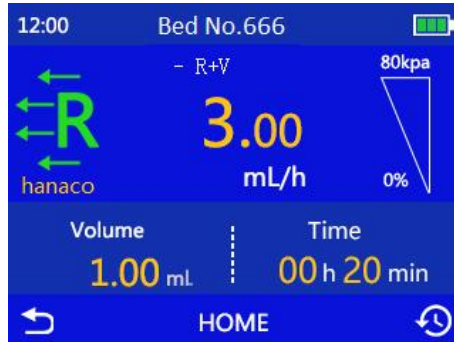 12:00 Bed No.666
- R+V 80kpa
R 3.00
hanaco mL/h 0%
Volume Time
1.00 mL 00 h 20 min
HOME